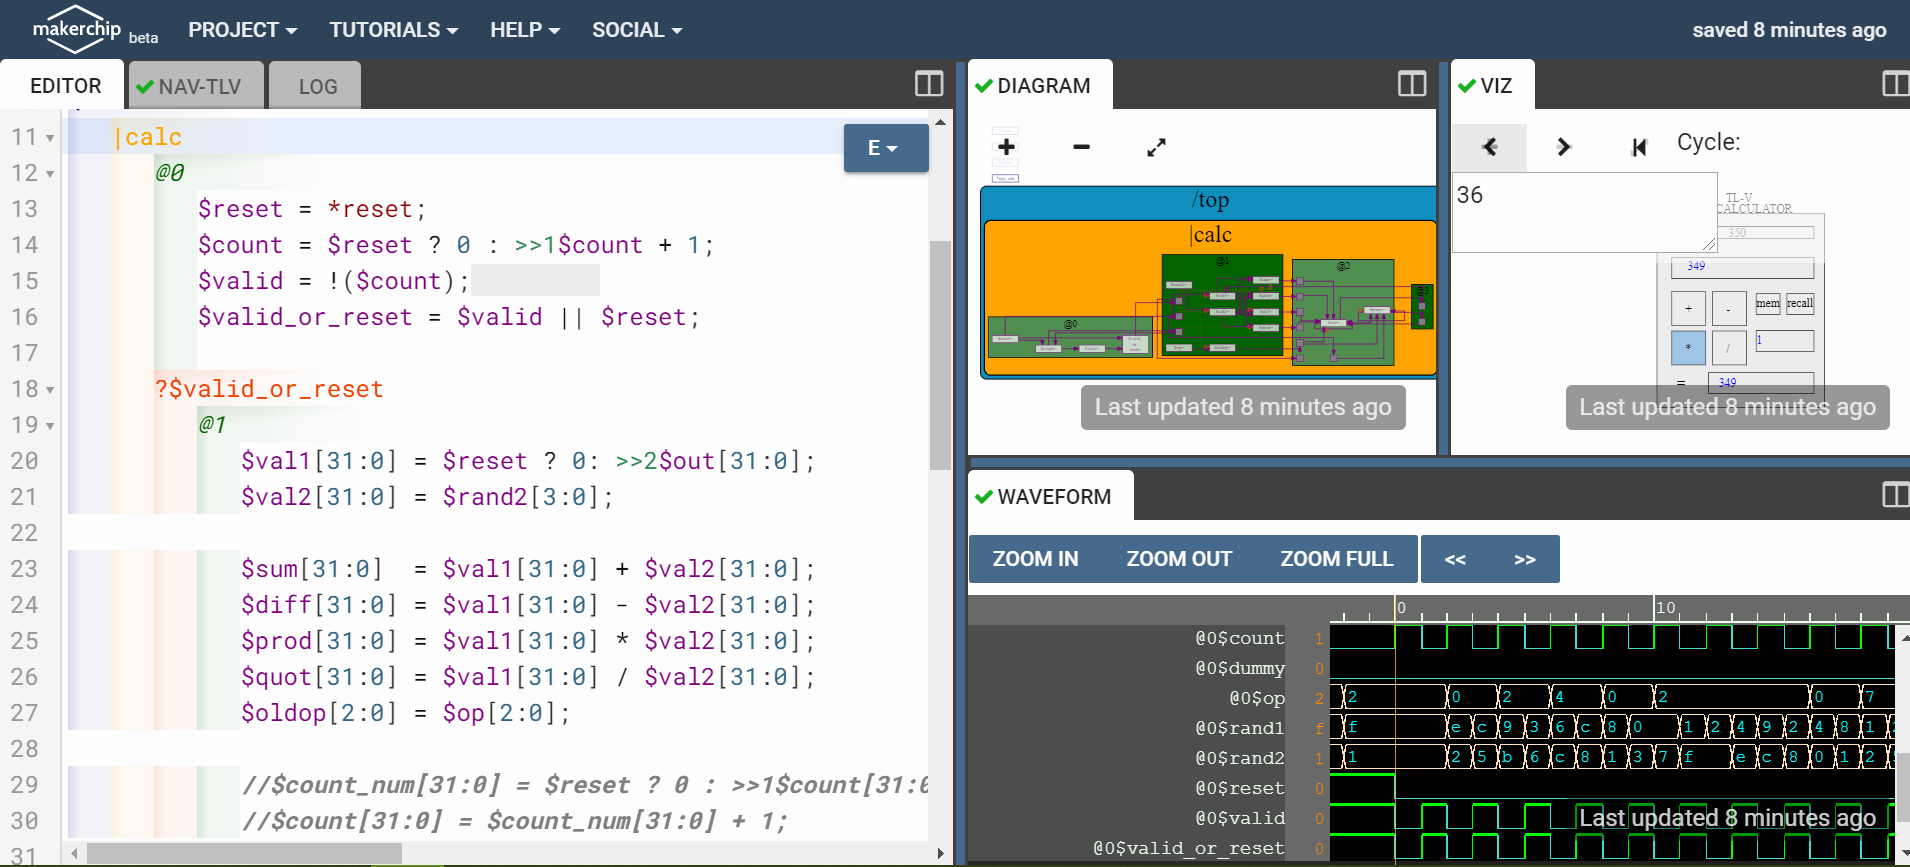 makerchip beta PROJECT TUTORIALS HELP SOCIAL saved 8 minutes ago
EDITOR NAV-TLV LOG
11 |calc
E
12 @0
13 $reset = *reset;
14 $count = $reset ? 0 : >>1$count + 1;
15 $valid = !($count);
16 $valid_or_reset = $valid || $reset;
17
18 ?$valid_or_reset
19 @1
20 $val1[31:0] = $reset ? 0: >>2$out[31:0];
21 $val2[31:0] = $rand2[3:0];
22
23 $sum[31:0]  = $val1[31:0] + $val2[31:0];
24 $diff[31:0] = $val1[31:0] - $val2[31:0];
25 $prod[31:0] = $val1[31:0] * $val2[31:0];
26 $quot[31:0] = $val1[31:0] / $val2[31:0];
27 $oldop[2:0] = $op[2:0];
28
29 //$count_num[31:0] = $reset ? 0 : >>1$count[31:0
30 //$count[31:0] = $count_num[31:0] + 1;
31
DIAGRAM
/top
|calc
@0
@1
@2
@3
Last updated 8 minutes ago
VIZ
Cycle:
36
TL-V
CALCULATOR
350
349
+ - mem recall
* / 1
= 349
Last updated 8 minutes ago
WAVEFORM
ZOOM IN ZOOM OUT ZOOM FULL << >>
0 10
@0$count 1
@0$dummy 0
@0$op 2 2 0 2 4 0 2 0 7
@0$rand1 f f e c 9 3 6 c 8 0 1 2 4 9 2 4 8 1
@0$rand2 1 1 2 5 b 6 c 8 1 3 7 f e c 8 0 1 2
@0$reset 0
@0$valid 0
Last updated 8 minutes ago
@0$valid_or_reset 0